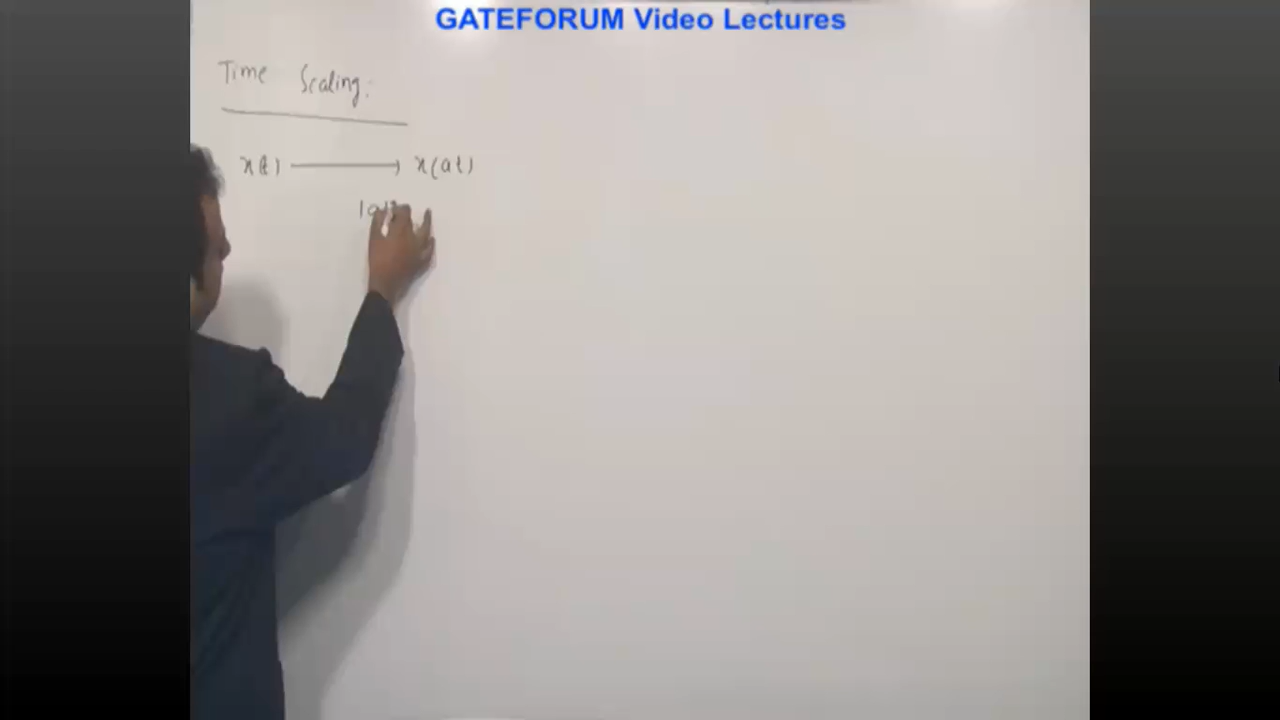 GATEFORUM Video Lectures
Time Scaling:
x(t) → x(at)
|a|